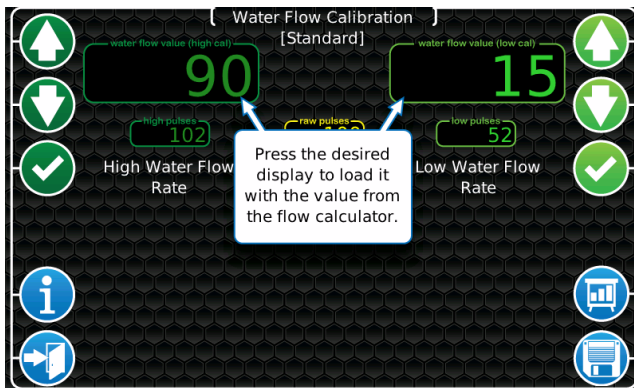 Water Flow Calibration
[Standard]
water flow value (high cal)
90
water flow value (low cal)
15
high pulses
102
raw pulses
low pulses
52
High Water Flow
Rate
Press the desired
display to load it
with the value from
the flow calculator.
Low Water Flow
Rate